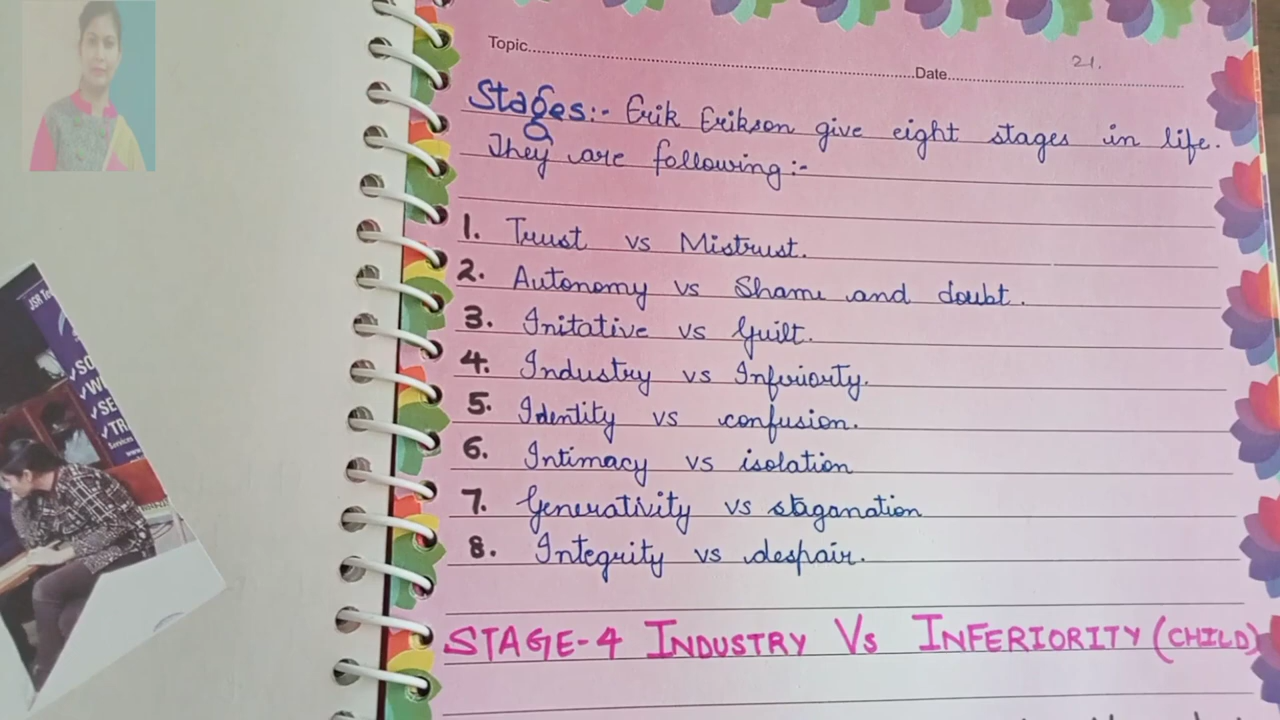 Topic.....Date..... 21.
Stages:- Erik Erikson give eight stages in life.
They are following:-
1. Trust vs Mistrust.
2. Autonomy vs Shame and doubt.
3. Initative vs Guilt.
4. Industry vs Inferiorty.
5. Identity vs confusion.
6. Intimacy vs isolation
7. Generativity vs staganation
8. Integrity vs despair.
STAGE-4 INDUSTRY Vs INFERIORITY (CHILD)